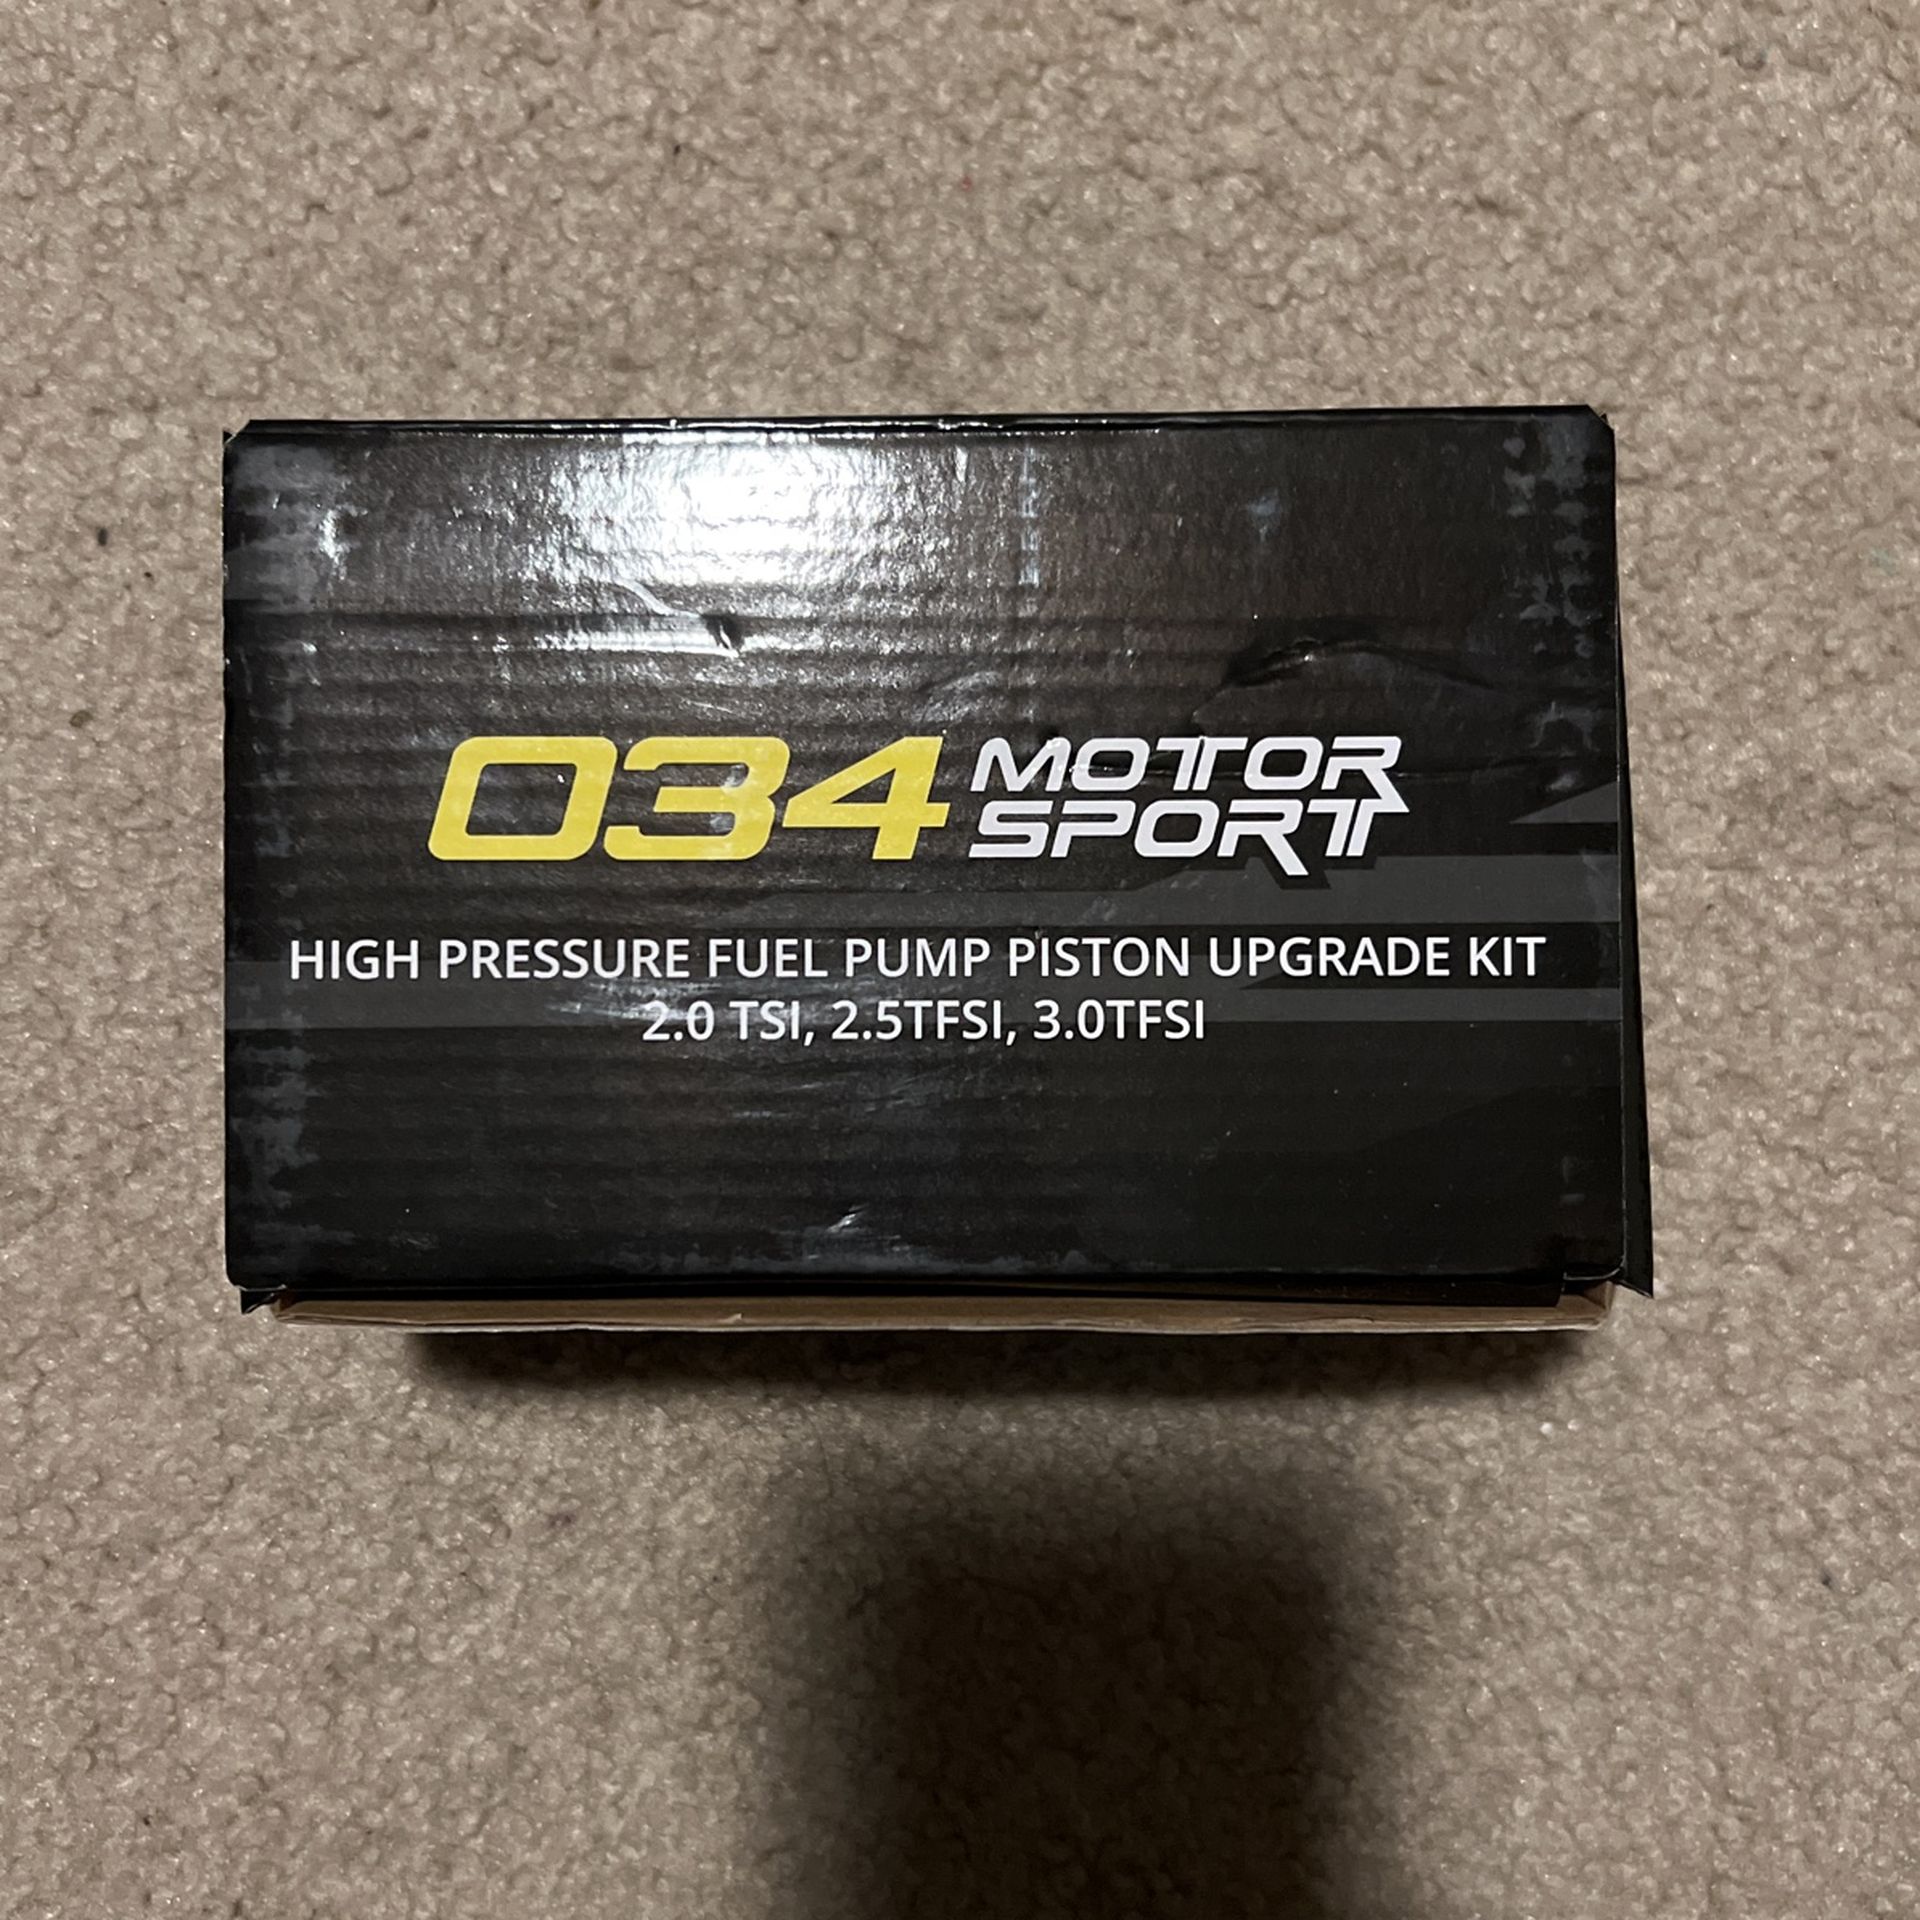 034 MOTOR
SPORT
HIGH PRESSURE FUEL PUMP PISTON UPGRADE KIT
2.0 TSI, 2.5TFSI, 3.0TFSI